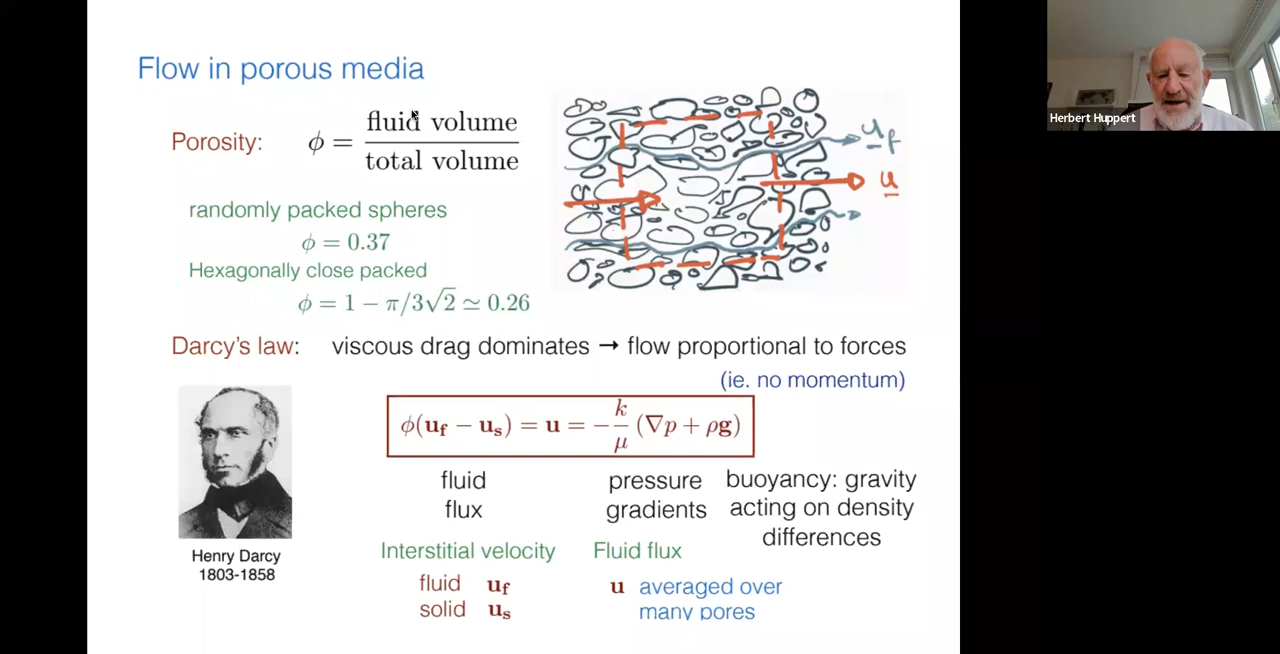 Flow in porous media
Herbert Huppert
Porosity: ϕ = fluid volume / total volume
u_f
u
randomly packed spheres
ϕ = 0.37
Hexagonally close packed
ϕ = 1 − π/3√2 ≃ 0.26
Darcy's law: viscous drag dominates → flow proportional to forces
(ie. no momentum)
ϕ(u_f − u_s) = u = −k/μ (∇p + ρg)
fluid flux
pressure gradients
buoyancy: gravity acting on density differences
Henry Darcy
1803-1858
Interstitial velocity
fluid u_f
solid u_s
Fluid flux
u averaged over
many pores